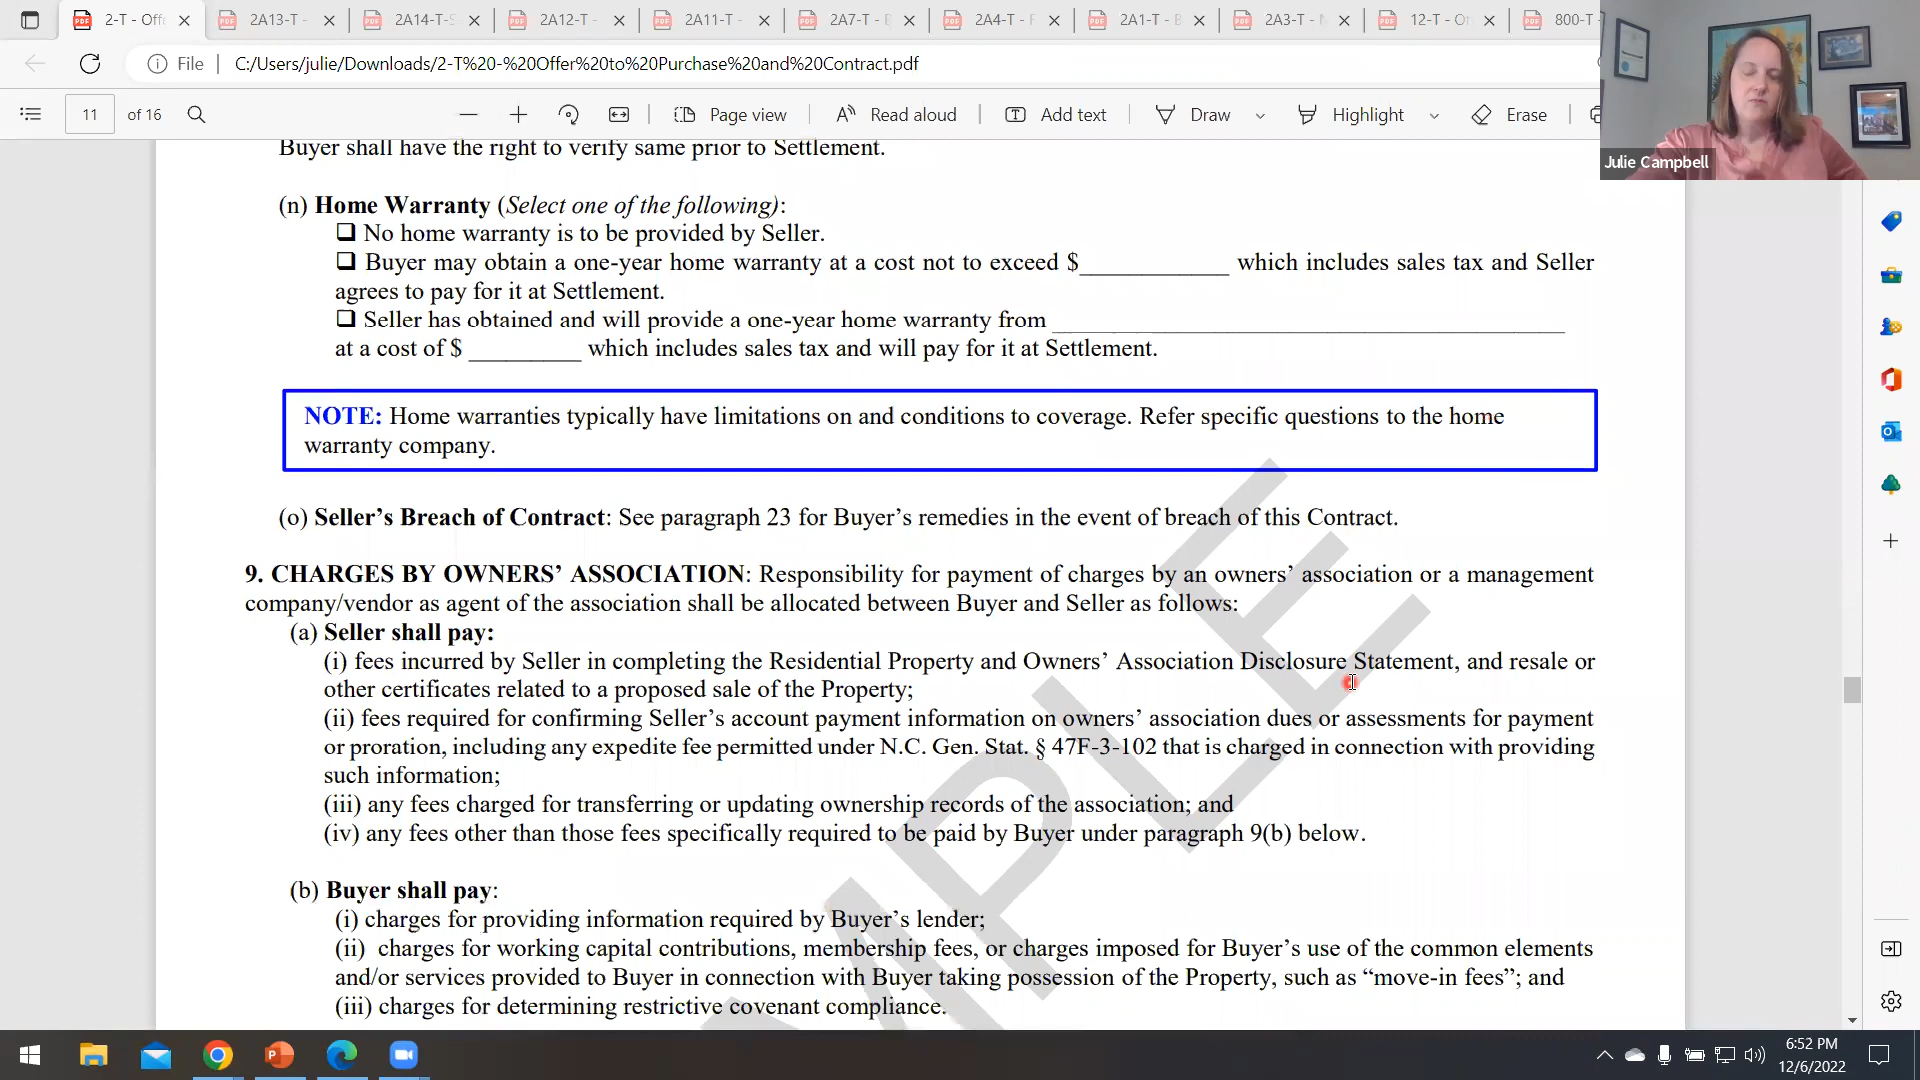 2-T - Off
2A13-T -
2A14-T-S
2A12-T -
2A11-T -
2A7-T - B
2A4-T - F
2A1-T - B
2A3-T - N
12-T - O
800-T -
File
C:/Users/julie/Downloads/2-T%20-%20Offer%20to%20Purchase%20and%20Contract.pdf
11 of 16
Page view
Read aloud
Add text
Draw
Highlight
Erase
Julie Campbell
Buyer shall have the right to verify same prior to Settlement.
(n) Home Warranty (Select one of the following):
❑ No home warranty is to be provided by Seller.
❑ Buyer may obtain a one-year home warranty at a cost not to exceed $____________ which includes sales tax and Seller
agrees to pay for it at Settlement.
❑ Seller has obtained and will provide a one-year home warranty from _________________________________________
at a cost of $ _________ which includes sales tax and will pay for it at Settlement.
NOTE: Home warranties typically have limitations on and conditions to coverage. Refer specific questions to the home
warranty company.
(o) Seller’s Breach of Contract: See paragraph 23 for Buyer’s remedies in the event of breach of this Contract.
9. CHARGES BY OWNERS’ ASSOCIATION: Responsibility for payment of charges by an owners’ association or a management
company/vendor as agent of the association shall be allocated between Buyer and Seller as follows:
(a) Seller shall pay:
(i) fees incurred by Seller in completing the Residential Property and Owners’ Association Disclosure Statement, and resale or
other certificates related to a proposed sale of the Property;
(ii) fees required for confirming Seller’s account payment information on owners’ association dues or assessments for payment
or proration, including any expedite fee permitted under N.C. Gen. Stat. § 47F-3-102 that is charged in connection with providing
such information;
(iii) any fees charged for transferring or updating ownership records of the association; and
(iv) any fees other than those fees specifically required to be paid by Buyer under paragraph 9(b) below.
(b) Buyer shall pay:
(i) charges for providing information required by Buyer’s lender;
(ii) charges for working capital contributions, membership fees, or charges imposed for Buyer’s use of the common elements
and/or services provided to Buyer in connection with Buyer taking possession of the Property, such as “move-in fees”; and
(iii) charges for determining restrictive covenant compliance.
MPLE
6:52 PM
12/6/2022